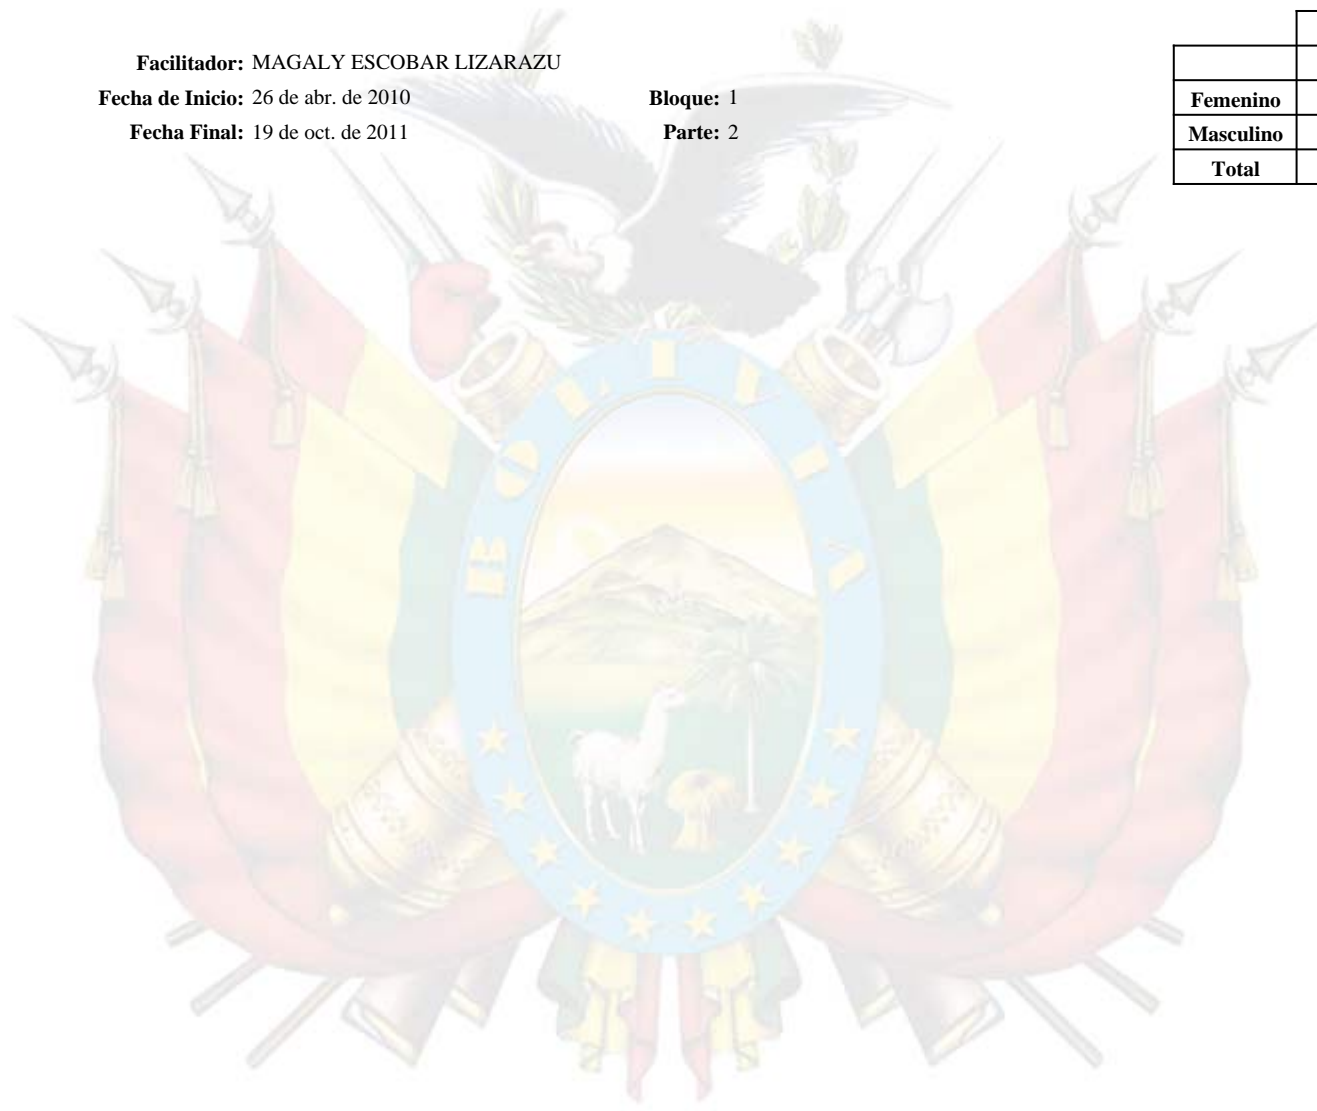 Facilitador: MAGALY ESCOBAR LIZARAZU
Fecha de Inicio: 26 de abr. de 2010
Bloque: 1
Fecha Final: 19 de oct. de 2011
Parte: 2
Femenino
Masculino
Total
BOLIVIA